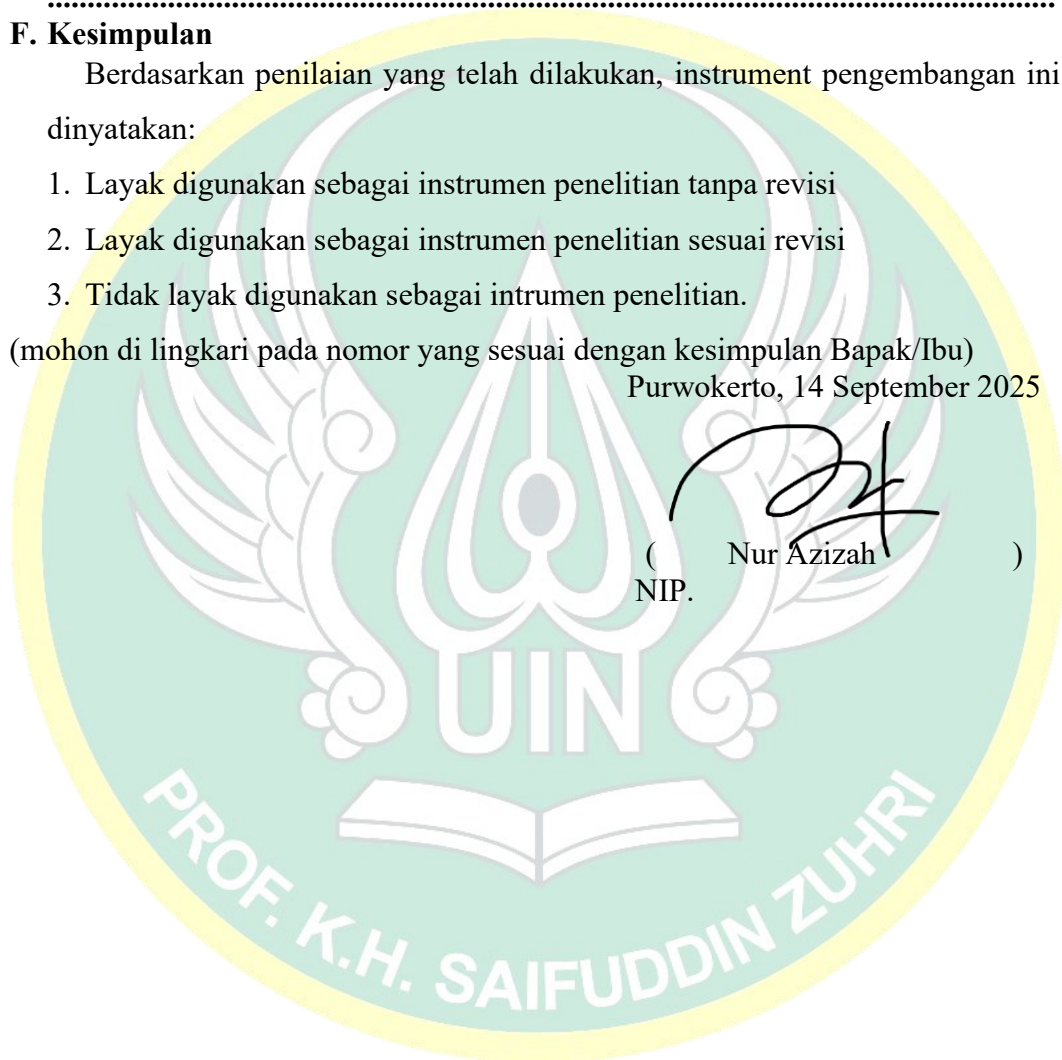 ..........................................................................................................
F. Kesimpulan
Berdasarkan penilaian yang telah dilakukan, instrument pengembangan ini
dinyatakan:
1. Layak digunakan sebagai instrumen penelitian tanpa revisi
2. Layak digunakan sebagai instrumen penelitian sesuai revisi
3. Tidak layak digunakan sebagai intrumen penelitian.
(mohon di lingkari pada nomor yang sesuai dengan kesimpulan Bapak/Ibu)
Purwokerto, 14 September 2025
( Nur Azizah )
NIP.
UIN
PROF. K.H. SAIFUDDIN ZUHRI